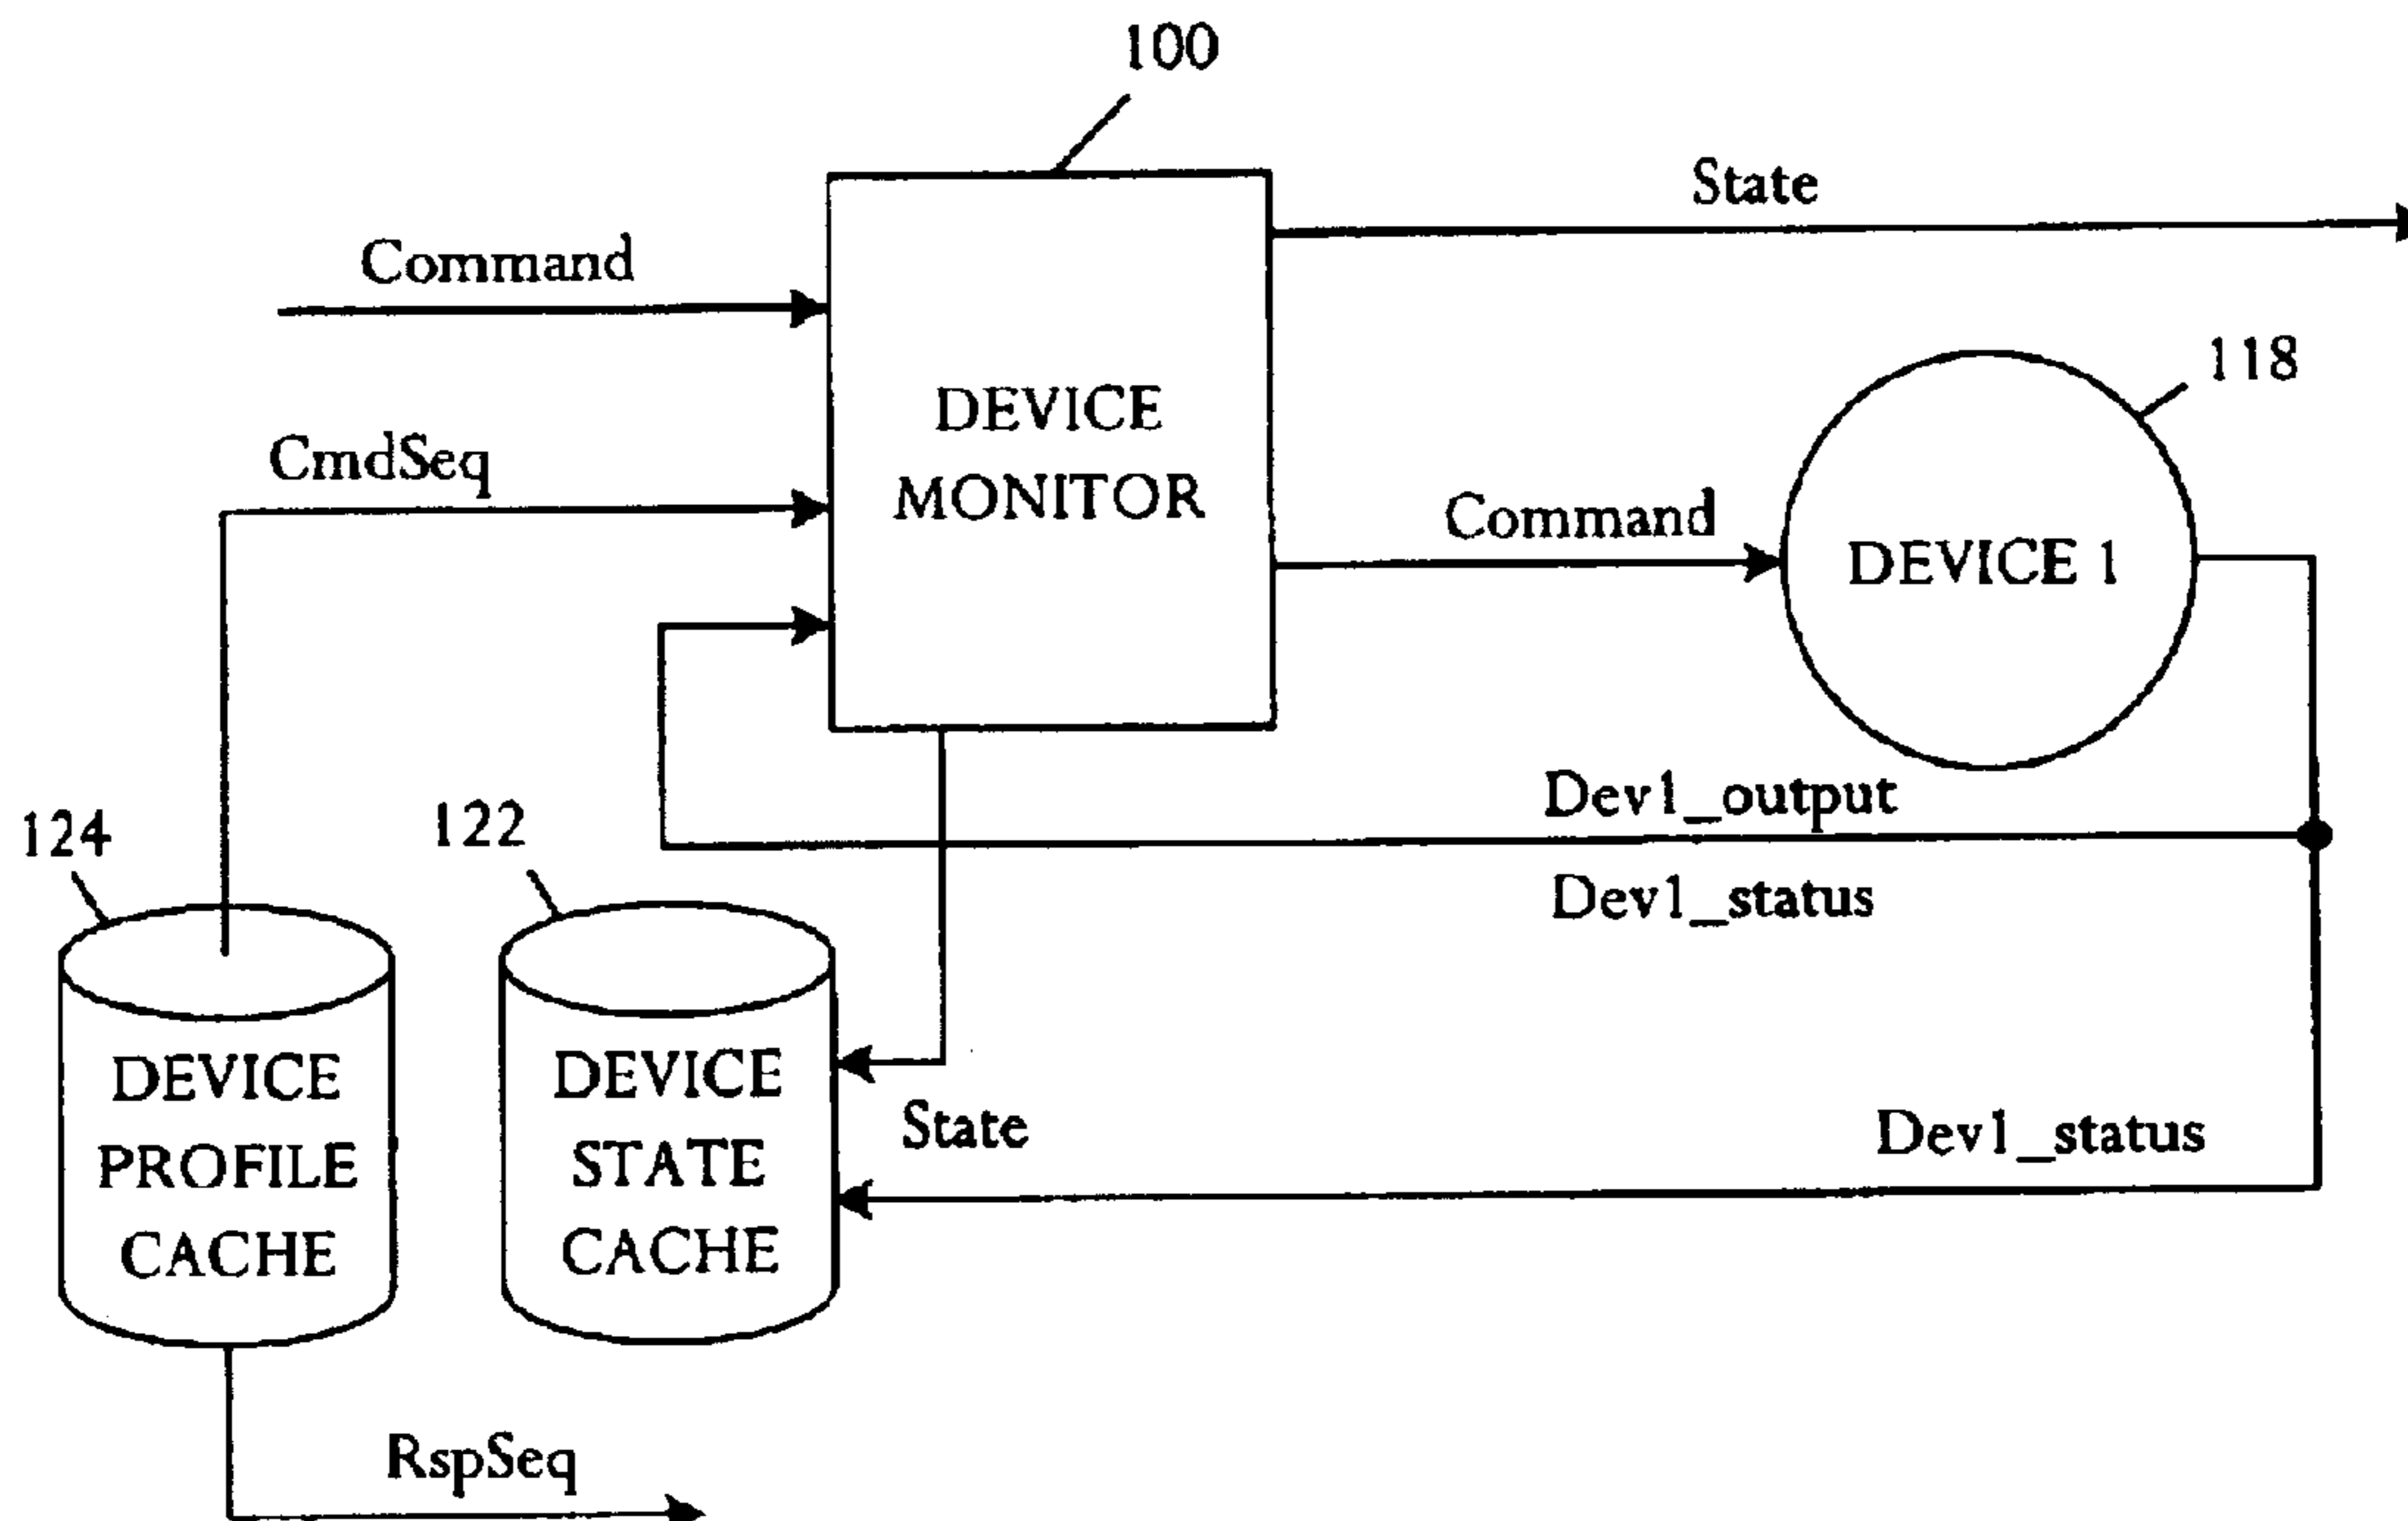 100
State
Command
118
DEVICE
MONITOR
CmdSeq
Command
DEVICE 1
Dev1_output
124
122
Dev1_status
DEVICE
PROFILE
CACHE
DEVICE
STATE
CACHE
State
Dev1_status
RspSeq